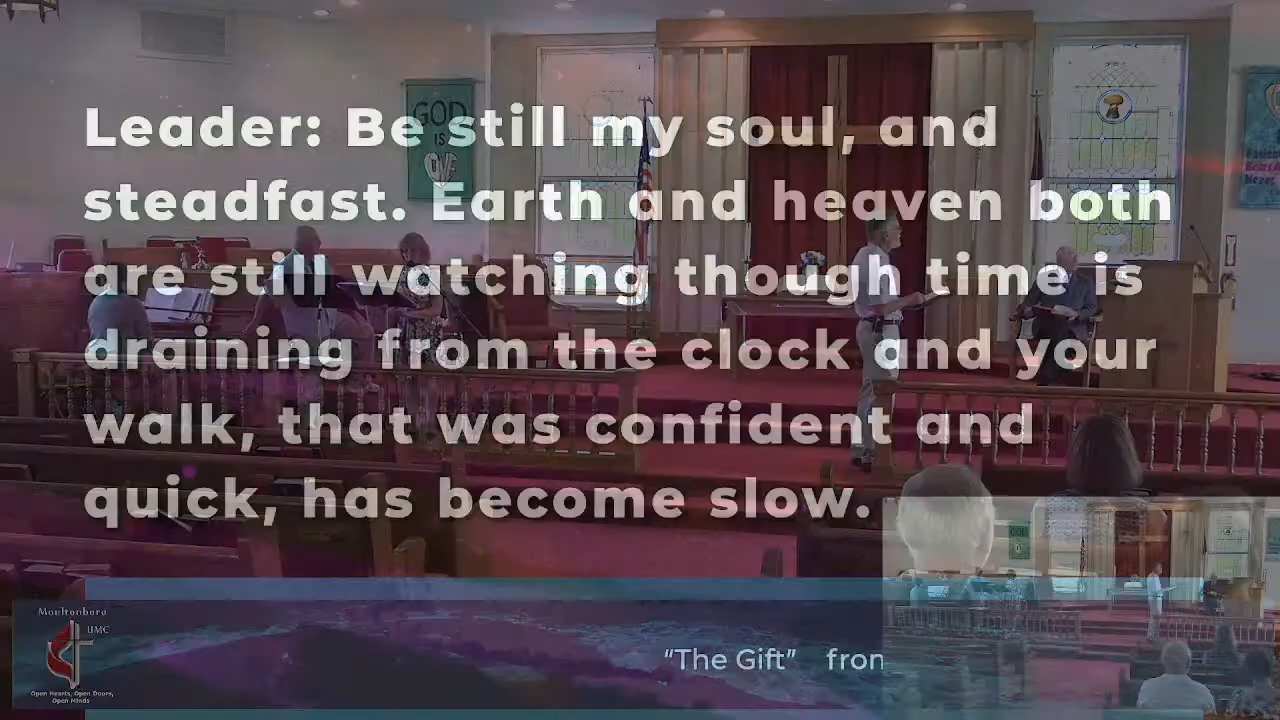 GOD
IS
LOVE
Leader: Be still my soul, and
steadfast. Earth and heaven both
are still watching though time is
draining from the clock and your
walk, that was confident and
quick, has become slow.
Moultonboro
UMC
Open Hearts, Open Doors,
Open Minds
“The Gift” fron